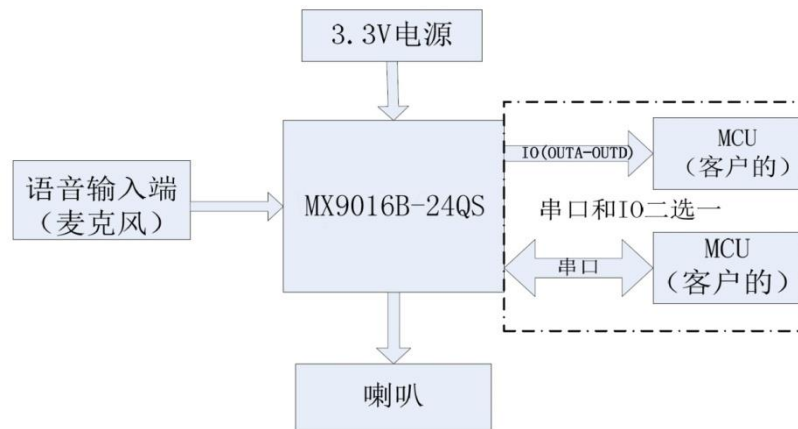 3.3V电源
MCU
（客户的）
IO(OUTA-OUTD)
语音输入端
（麦克风）
MX9016B-24QS
串口和IO二选一
MCU
（客户的）
串口
喇叭